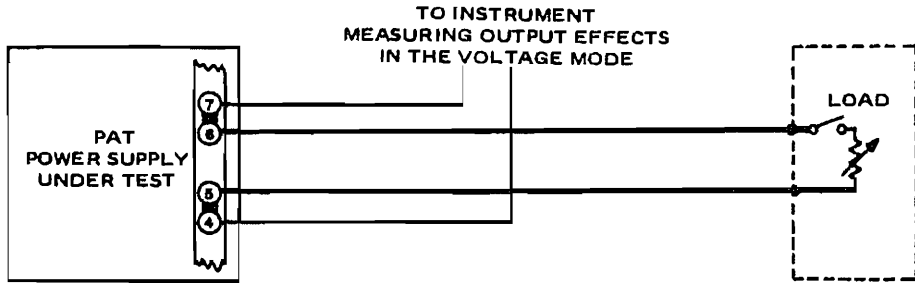 TO INSTRUMENT
MEASURING OUTPUT EFFECTS
IN THE VOLTAGE MODE
7
LOAD
6
PAT
POWER SUPPLY
UNDER TEST
5
4